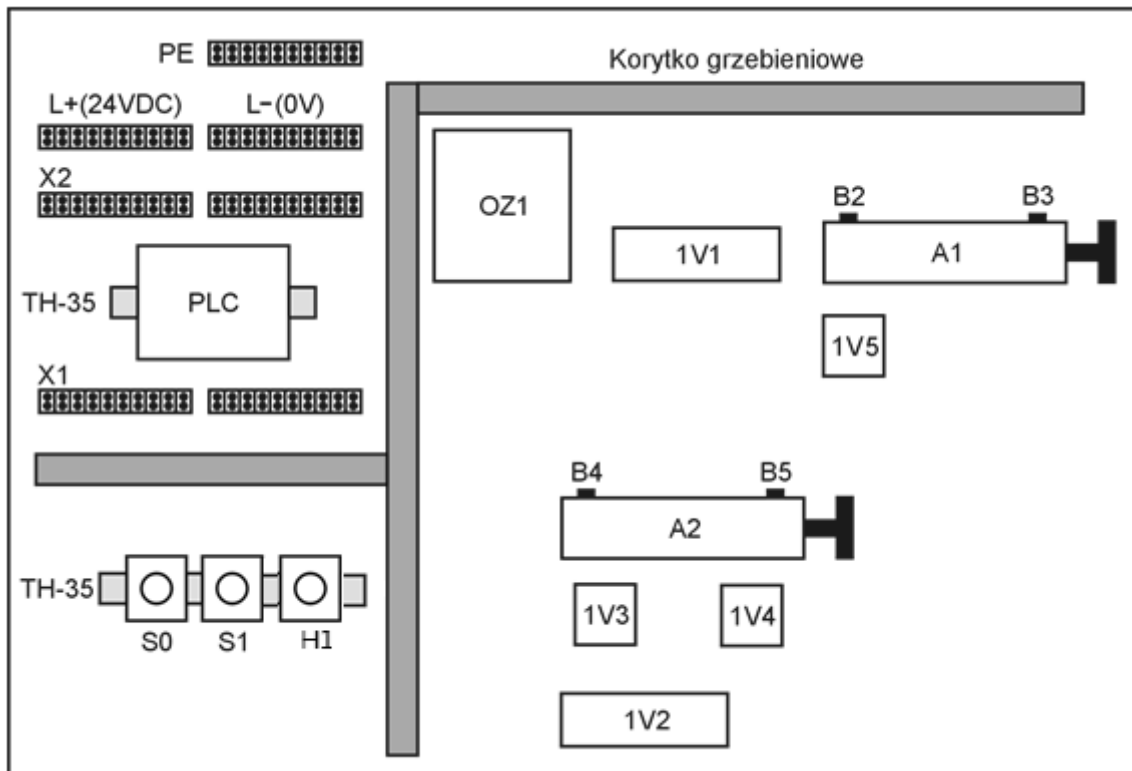 PE
Korytko grzebieniowe
L+(24VDC) L-(0V)
X2
OZ1
B2 B3
1V1
A1
TH-35
PLC
1V5
X1
B4 B5
A2
TH-35
1V3
1V4
S0 S1 H1
1V2